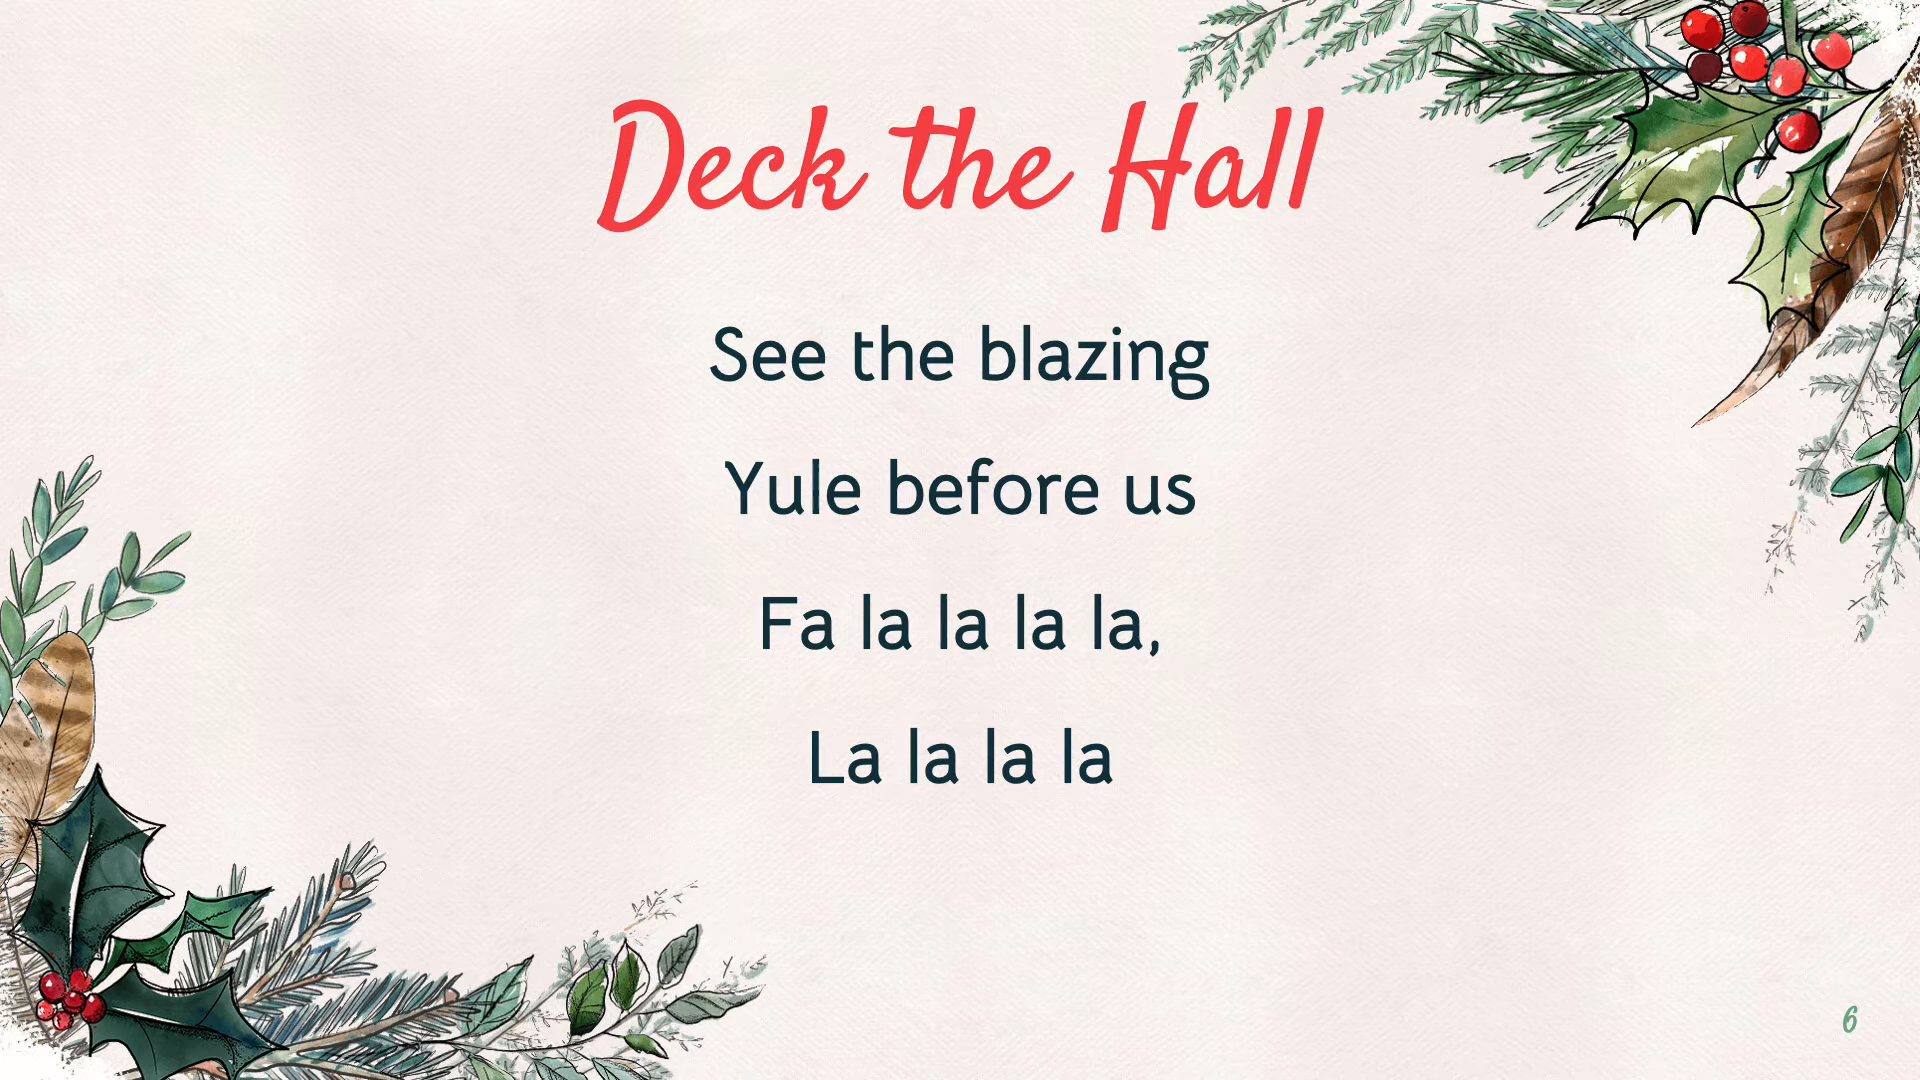 Deck the Hall
See the blazing
Yule before us
Fa la la la la,
La la la la
6